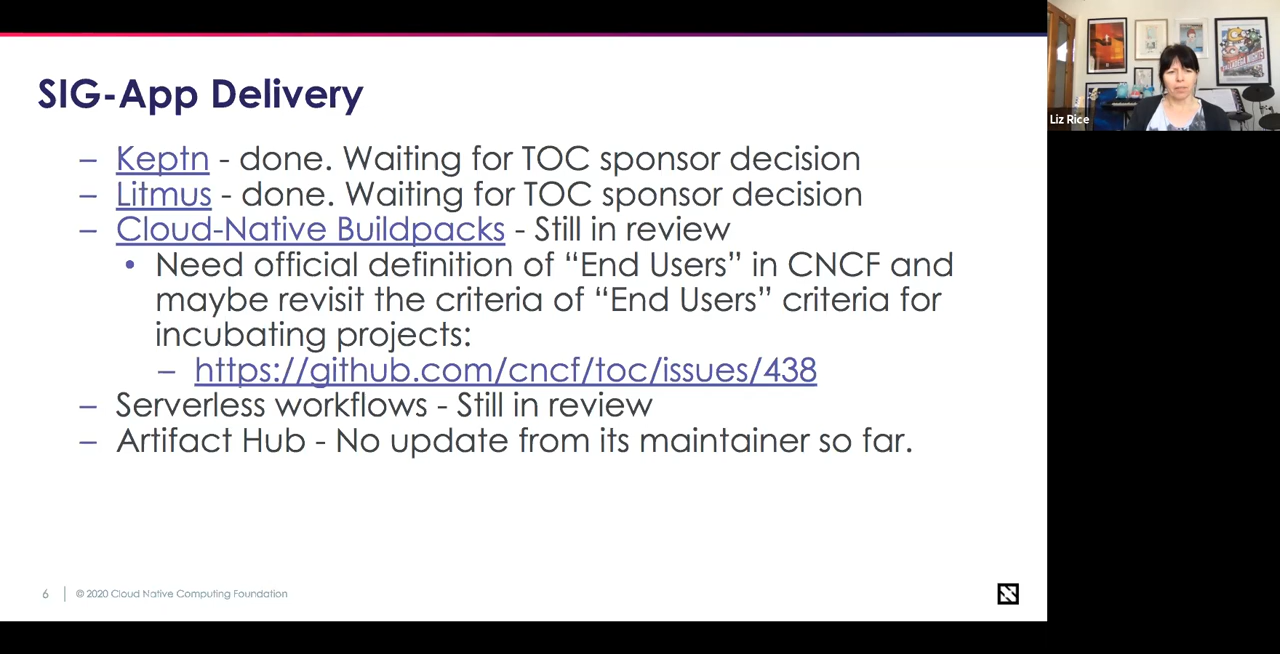 SIG-App Delivery
– Keptn - done. Waiting for TOC sponsor decision
– Litmus - done. Waiting for TOC sponsor decision
– Cloud-Native Buildpacks - Still in review
• Need official definition of “End Users” in CNCF and
maybe revisit the criteria of “End Users” criteria for
incubating projects:
– https://github.com/cncf/toc/issues/438
– Serverless workflows - Still in review
– Artifact Hub - No update from its maintainer so far.
6 | © 2020 Cloud Native Computing Foundation
Liz Rice